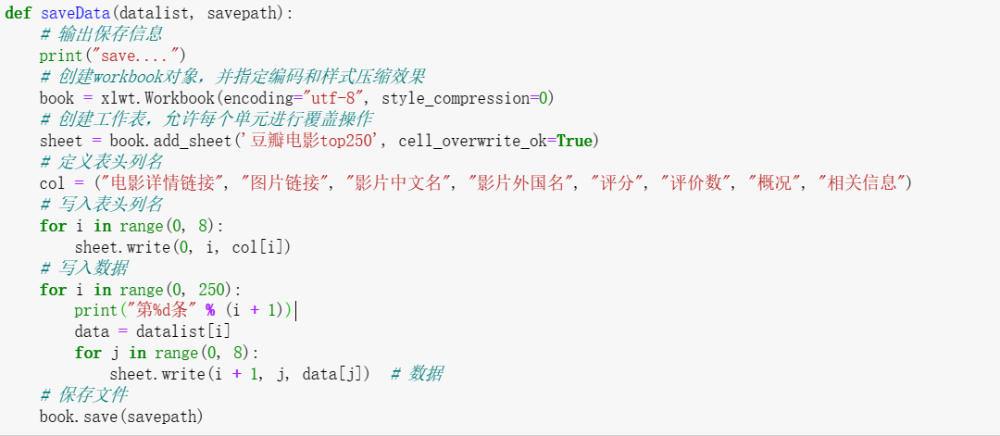 def saveData(datalist, savepath):
    # 输出保存信息
    print("save....")
    # 创建workbook对象，并指定编码和样式压缩效果
    book = xlwt.Workbook(encoding="utf-8", style_compression=0)
    # 创建工作表，允许每个单元进行覆盖操作
    sheet = book.add_sheet('豆瓣电影top250', cell_overwrite_ok=True)
    # 定义表头列名
    col = ("电影详情链接", "图片链接", "影片中文名", "影片外国名", "评分", "评价数", "概况", "相关信息")
    # 写入表头列名
    for i in range(0, 8):
        sheet.write(0, i, col[i])
    # 写入数据
    for i in range(0, 250):
        print("第%d条" % (i + 1))
        data = datalist[i]
        for j in range(0, 8):
            sheet.write(i + 1, j, data[j])  # 数据
    # 保存文件
    book.save(savepath)